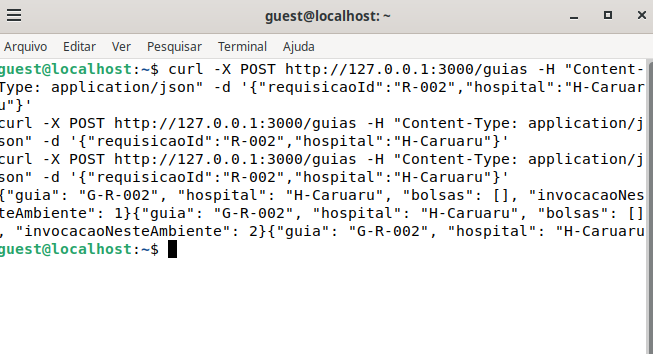 guest@localhost: ~
Arquivo Editar Ver Pesquisar Terminal Ajuda
guest@localhost:~$ curl -X POST http://127.0.0.1:3000/guias -H "Content-
Type: application/json" -d '{"requisicaoId":"R-002","hospital":"H-Caruar
u"}'
curl -X POST http://127.0.0.1:3000/guias -H "Content-Type: application/j
son" -d '{"requisicaoId":"R-002","hospital":"H-Caruaru"}'
curl -X POST http://127.0.0.1:3000/guias -H "Content-Type: application/j
son" -d '{"requisicaoId":"R-002","hospital":"H-Caruaru"}'
{"guia": "G-R-002", "hospital": "H-Caruaru", "bolsas": [], "invocacaoNes
teAmbiente": 1}{"guia": "G-R-002", "hospital": "H-Caruaru", "bolsas": []
, "invocacaoNesteAmbiente": 2}{"guia": "G-R-002", "hospital": "H-Caruaru
guest@localhost:~$